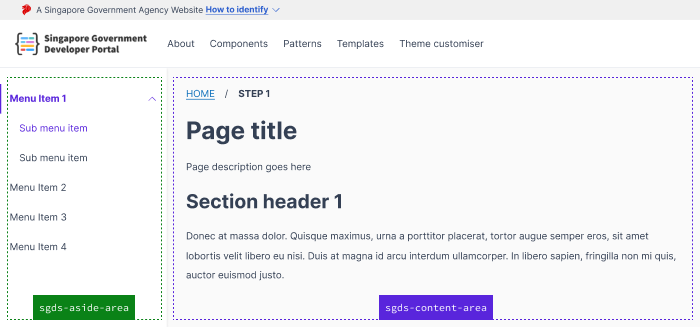 A Singapore Government Agency Website How to identify
Singapore Government
Developer Portal
About Components Patterns Templates Theme customiser
Menu Item 1
Sub menu item
Sub menu item
Menu Item 2
Menu Item 3
Menu Item 4
sgds-aside-area
HOME / STEP 1
Page title
Page description goes here
Section header 1
Donec at massa dolor. Quisque maximus, urna a porttitor placerat, tortor augue semper eros, sit amet
lobortis velit libero eu nisi. Duis at magna id arcu interdum ullamcorper. In libero sapien, fringilla non mi quis,
auctor euismod justo.
sgds-content-area